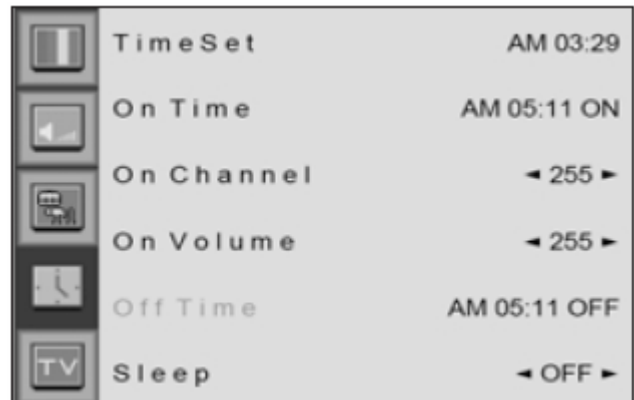 TimeSet AM 03:29
On Time AM 05:11 ON
On Channel ◄ 255 ►
On Volume ◄ 255 ►
Off Time AM 05:11 OFF
TV
Sleep ◄ OFF ►